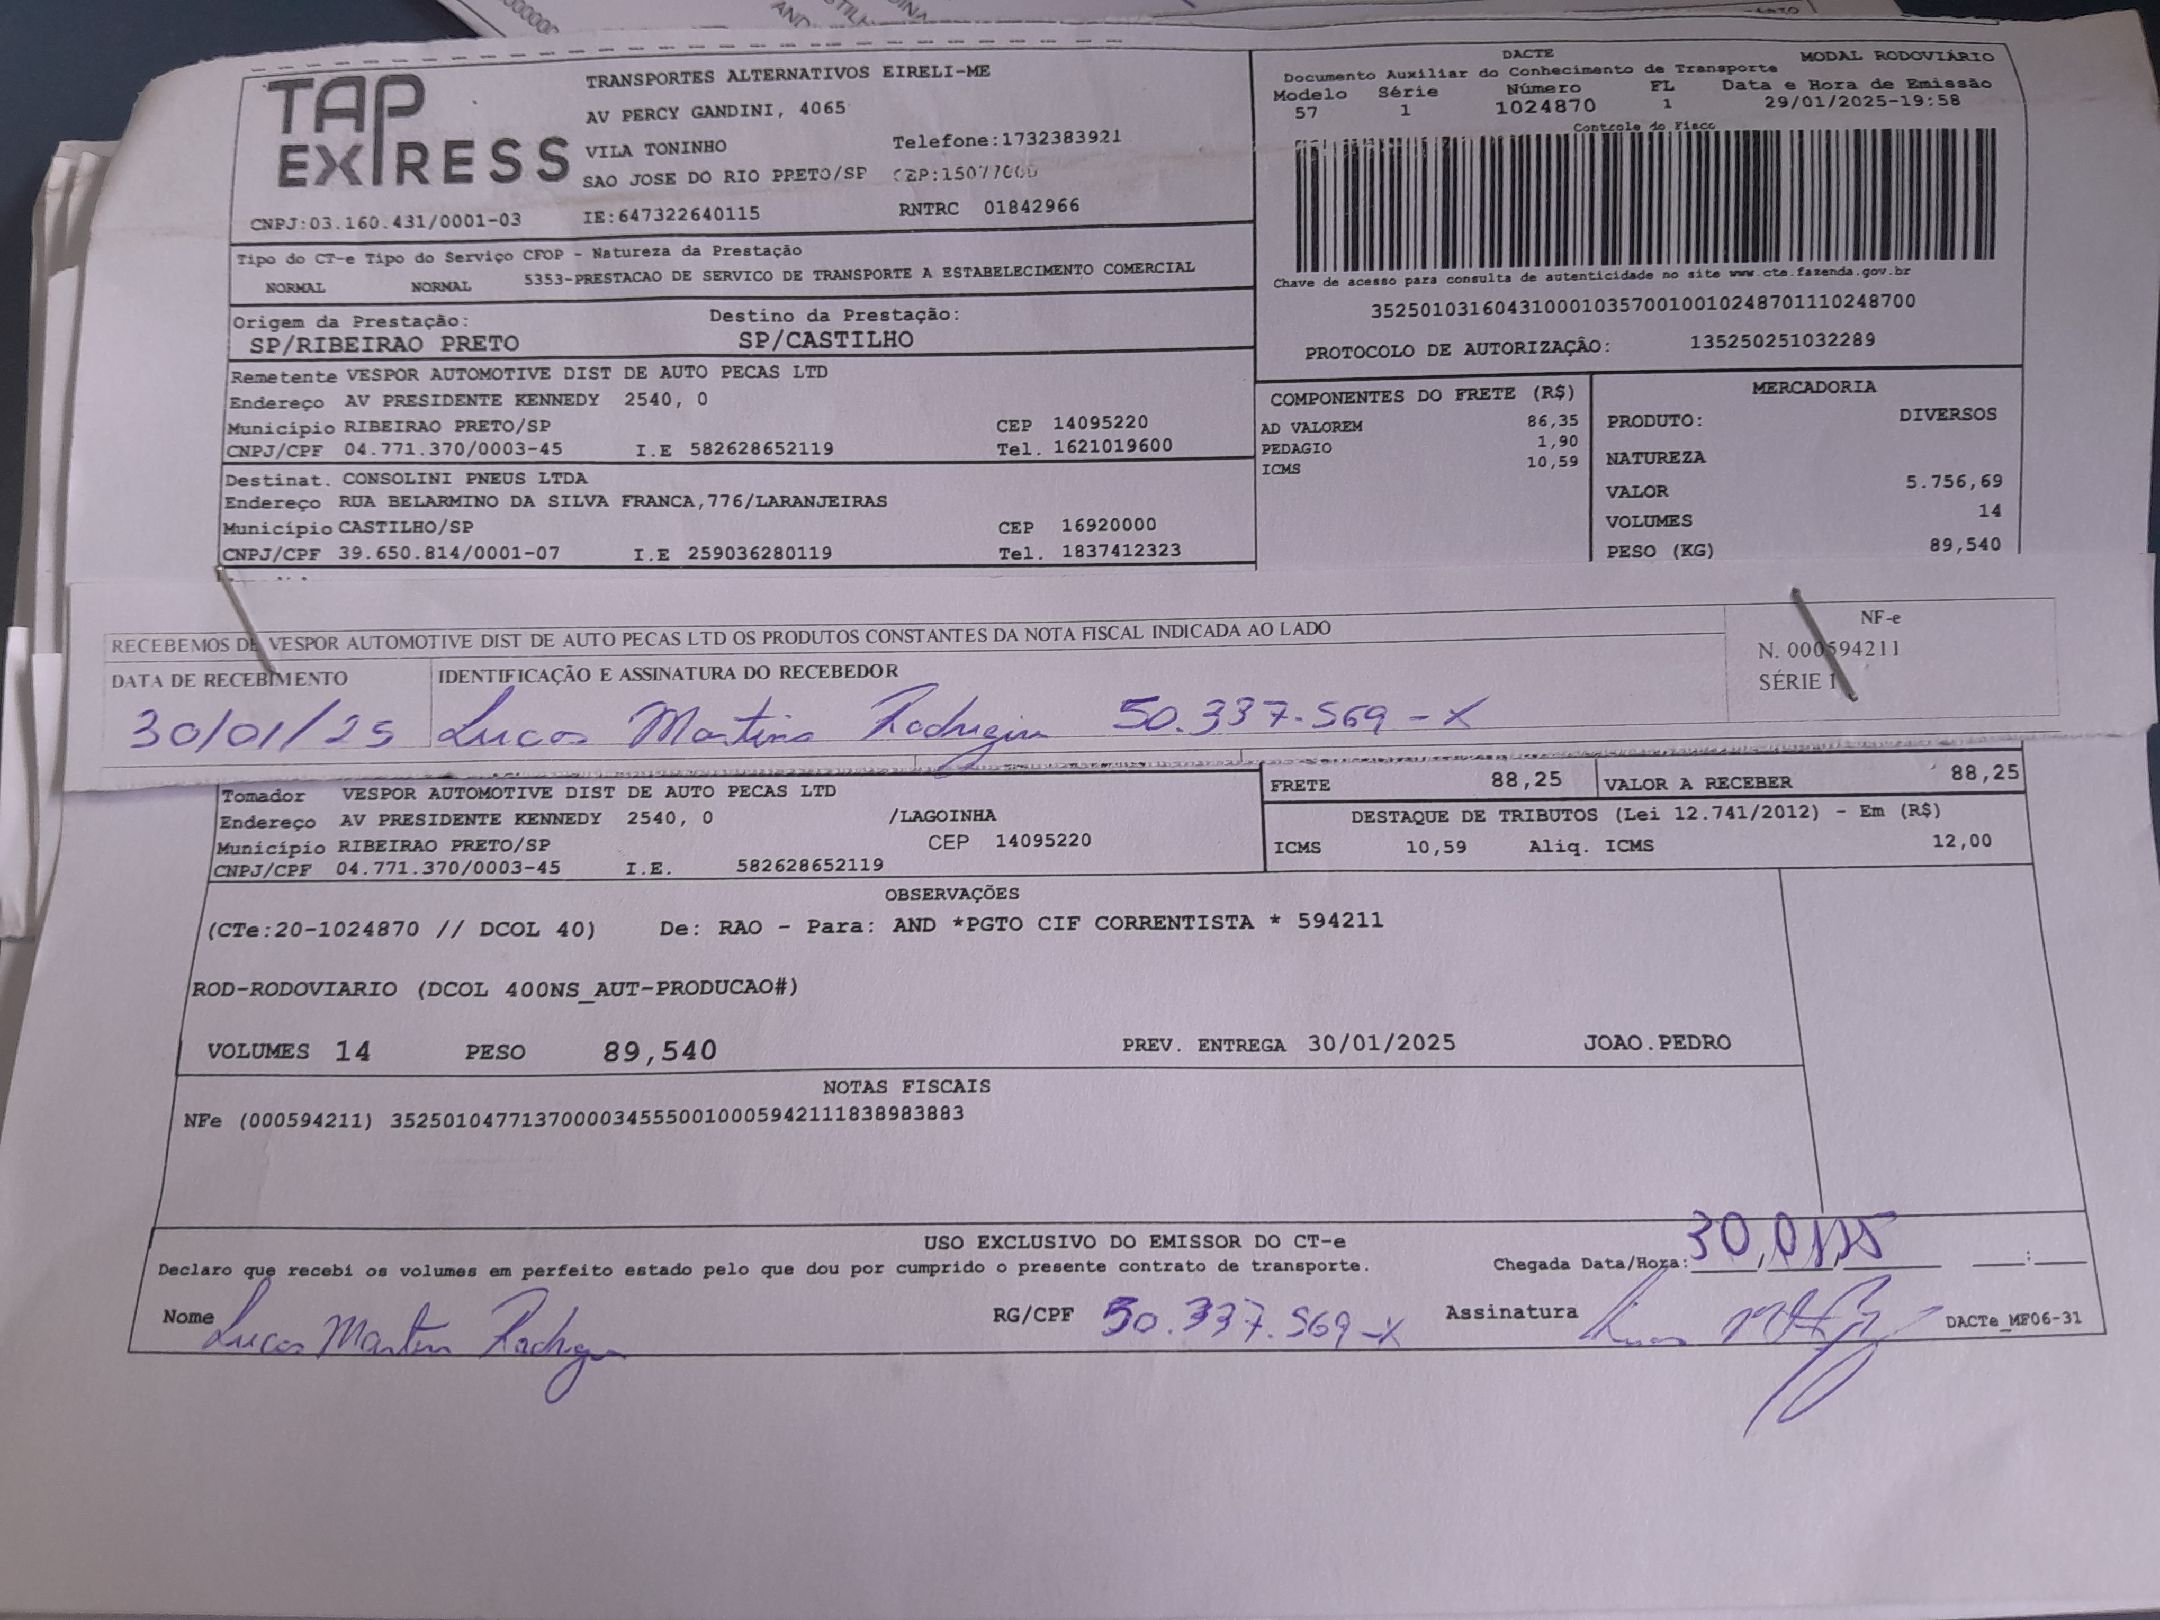 TAP EXPRESS
TRANSPORTES ALTERNATIVOS EIRELI-ME
AV PERCY GANDINI, 4065
VILA TONINHO Telefone:1732383921
SAO JOSE DO RIO PRETO/SP CEP:15077000
CNPJ:03.160.431/0001-03 IE:647322640115 RNTRC 01842966
DACTE MODAL RODOVIÁRIO
Documento Auxiliar do Conhecimento de Transporte
Modelo Série Número FL Data e Hora de Emissão
57 1 1024870 1 29/01/2025-19:58
Controle do Fisco
Chave de acesso para consulta de autenticidade no site www.cte.fazenda.gov.br
35250103160431000103570010010248701110248700
PROTOCOLO DE AUTORIZAÇÂO: 135250251032289
Tipo do CT-e Tipo do Serviço CFOP - Natureza da Prestação
NORMAL NORMAL 5353-PRESTACAO DE SERVICO DE TRANSPORTE A ESTABELECIMENTO COMERCIAL
Origem da Prestação: Destino da Prestação:
SP/RIBEIRAO PRETO SP/CASTILHO
Remetente VESPOR AUTOMOTIVE DIST DE AUTO PECAS LTD
Endereço AV PRESIDENTE KENNEDY 2540, 0
Município RIBEIRAO PRETO/SP CEP 14095220
CNPJ/CPF 04.771.370/0003-45 I.E 582628652119 Tel. 1621019600
Destinat. CONSOLINI PNEUS LTDA
Endereço RUA BELARMINO DA SILVA FRANCA,776/LARANJEIRAS
Município CASTILHO/SP CEP 16920000
CNPJ/CPF 39.650.814/0001-07 I.E 259036280119 Tel. 1837412323
COMPONENTES DO FRETE (R$)
AD VALOREM 86,35
PEDAGIO 1,90
ICMS 10,59
MERCADORIA
PRODUTO: DIVERSOS
NATUREZA
VALOR 5.756,69
VOLUMES 14
PESO (KG) 89,540
RECEBEMOS DE VESPOR AUTOMOTIVE DIST DE AUTO PECAS LTD OS PRODUTOS CONSTANTES DA NOTA FISCAL INDICADA AO LADO
DATA DE RECEBIMENTO IDENTIFICAÇÃO E ASSINATURA DO RECEBEDOR
30/01/25 Lucas Martins Rodrigues 50.337.569-X
NF-e
N. 000594211
SÉRIE 1
Tomador VESPOR AUTOMOTIVE DIST DE AUTO PECAS LTD
Endereço AV PRESIDENTE KENNEDY 2540, 0 /LAGOINHA
Município RIBEIRAO PRETO/SP CEP 14095220
CNPJ/CPF 04.771.370/0003-45 I.E. 582628652119
FRETE 88,25 VALOR A RECEBER 88,25
DESTAQUE DE TRIBUTOS (Lei 12.741/2012) - Em (R$)
ICMS 10,59 Aliq. ICMS 12,00
OBSERVAÇÕES
(CTe:20-1024870 // DCOL 40) De: RAO - Para: AND *PGTO CIF CORRENTISTA * 594211
ROD-RODOVIARIO (DCOL 400NS_AUT-PRODUCAO#)
VOLUMES 14 PESO 89,540 PREV. ENTREGA 30/01/2025 JOAO.PEDRO
NOTAS FISCAIS
NFe (000594211) 35250104771370000345550010005942111838983883
USO EXCLUSIVO DO EMISSOR DO CT-e
Declaro que recebi os volumes em perfeito estado pelo que dou por cumprido o presente contrato de transporte. Chegada Data/Hora: 30/01/25
Nome Lucas Martins Rodrigues RG/CPF 50.337.569-X Assinatura DACTe_MF06-31